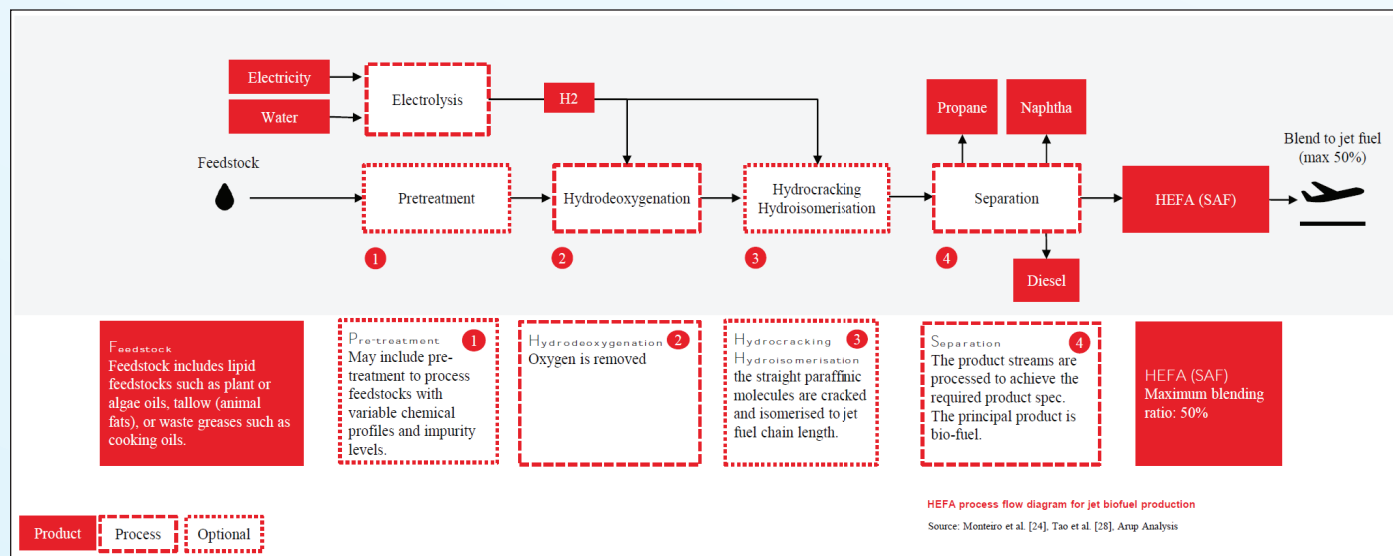 Electricity
Water
Electrolysis
H2
Propane
Naphtha
Blend to jet fuel
(max 50%)
Feedstock
Pretreatment
Hydrodeoxygenation
Hydrocracking
Hydroisomerisation
Separation
HEFA (SAF)
1
2
3
4
Diesel
Feedstock
Feedstock includes lipid
feedstocks such as plant or
algae oils, tallow (animal
fats), or waste greases such as
cooking oils.
Pre-treatment
1
May include pre-
treatment to process
feedstocks with
variable chemical
profiles and impurity
levels.
Hydrodeoxygenation
2
Oxygen is removed
Hydrocracking
3
Hydroisomerisation
the straight paraffinic
molecules are cracked
and isomerised to jet
fuel chain length.
Separation
4
The product streams are
processed to achieve the
required product spec.
The principal product is
bio-fuel.
HEFA (SAF)
Maximum blending
ratio: 50%
Product
Process
Optional
HEFA process flow diagram for jet biofuel production
Source: Monteiro et al. [24], Tao et al. [28], Arup Analysis